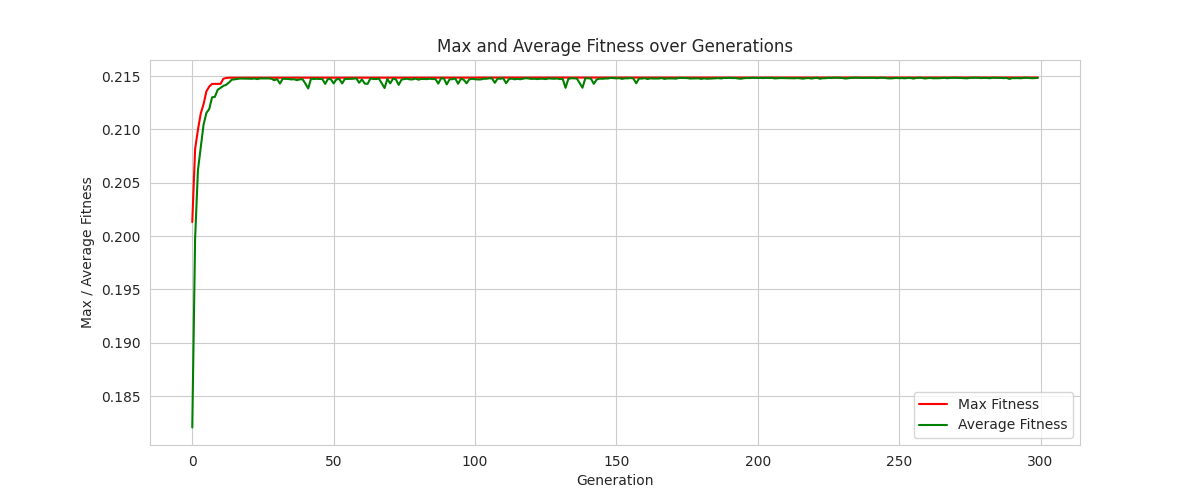 Max and Average Fitness over Generations
Max / Average Fitness
0.215
0.210
0.205
0.200
0.195
0.190
0.185
0 50 100 150 200 250 300
Generation
Max Fitness
Average Fitness